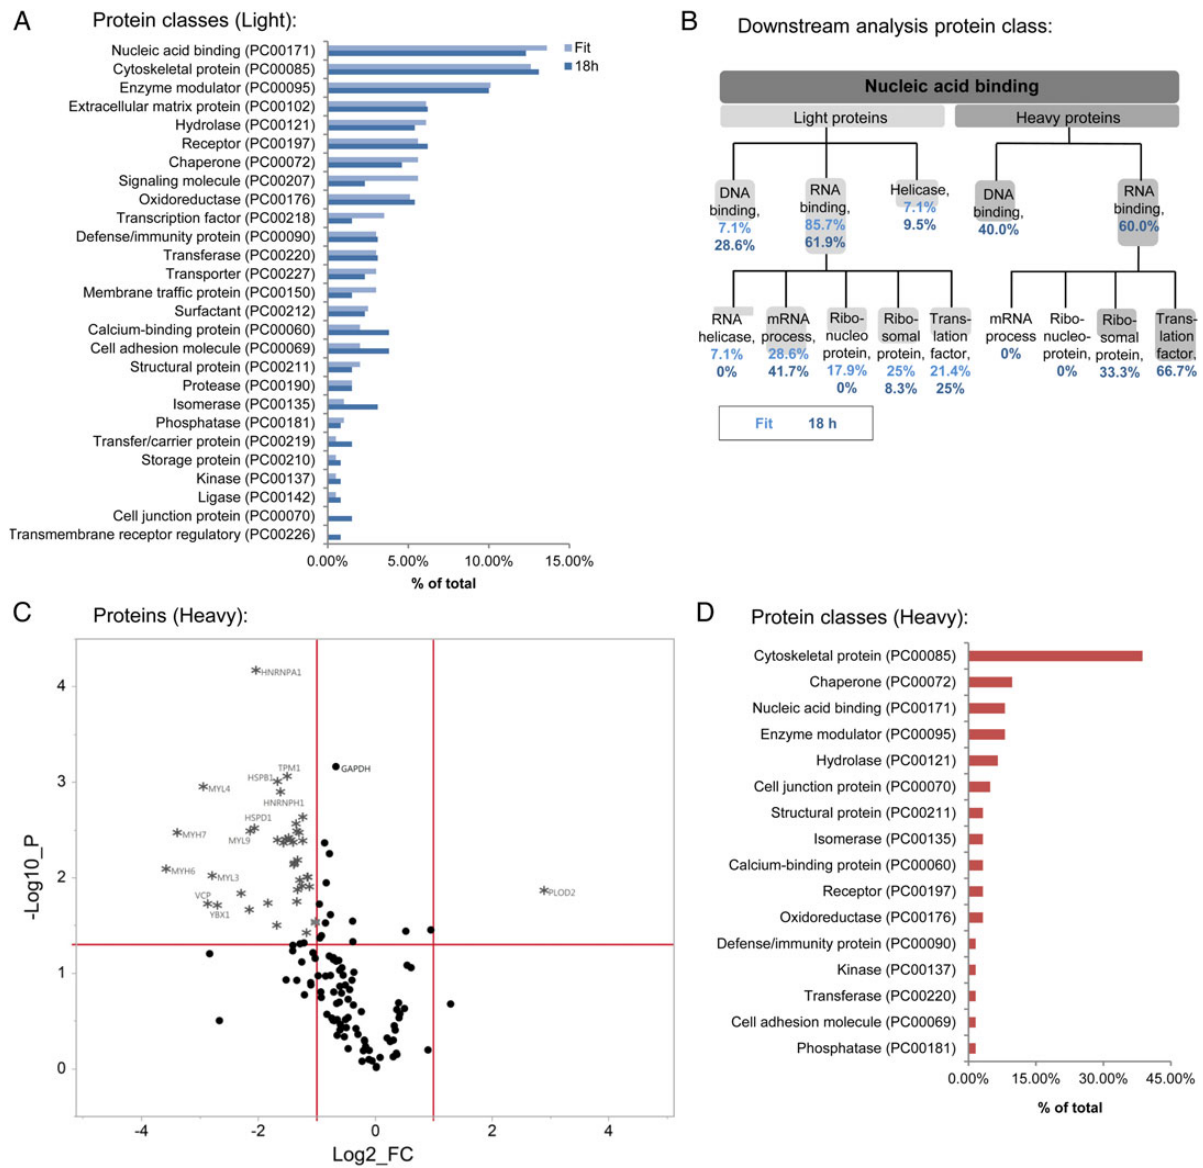 A
Protein classes (Light):
Nucleic acid binding (PC00171)
Cytoskeletal protein (PC00085)
Enzyme modulator (PC00095)
Extracellular matrix protein (PC00102)
Hydrolase (PC00121)
Receptor (PC00197)
Chaperone (PC00072)
Signaling molecule (PC00207)
Oxidoreductase (PC00176)
Transcription factor (PC00218)
Defense/immunity protein (PC00090)
Transferase (PC00220)
Transporter (PC00227)
Membrane traffic protein (PC00150)
Surfactant (PC00212)
Calcium-binding protein (PC00060)
Cell adhesion molecule (PC00069)
Structural protein (PC00211)
Protease (PC00190)
Isomerase (PC00135)
Phosphatase (PC00181)
Transfer/carrier protein (PC00219)
Storage protein (PC00210)
Kinase (PC00137)
Ligase (PC00142)
Cell junction protein (PC00070)
Transmembrane receptor regulatory (PC00226)
0.00% 5.00% 10.00% 15.00%
% of total
Fit
18h
B
Downstream analysis protein class:
Nucleic acid binding
Light proteins Heavy proteins
DNA RNA Helicase, DNA RNA
binding, binding, 7.1% binding, binding,
7.1% 85.7% 9.5% 40.0% 60.0%
28.6% 61.9%
RNA mRNA Ribo- Ribo- Trans- mRNA Ribo- Ribo- Trans-
helicase, process, nucleo somal lation process nucleo- somal lation
7.1% 28.6% protein, protein, factor, 0% protein, protein, factor,
0% 41.7% 17.9% 25% 21.4% 0% 33.3% 66.7%
0% 8.3% 25%
Fit 18 h
C
Proteins (Heavy):
-Log10_P
4
3
2
1
0
HNRNPA1
TPM1
GAPDH
HSPB1
MYL4
HNRNPH1
HSPD1
MYH7
MYL9
MYH6
MYL3
VCP
YBX1
PLOD2
-4 -2 0 2 4
Log2_FC
D
Protein classes (Heavy):
Cytoskeletal protein (PC00085)
Chaperone (PC00072)
Nucleic acid binding (PC00171)
Enzyme modulator (PC00095)
Hydrolase (PC00121)
Cell junction protein (PC00070)
Structural protein (PC00211)
Isomerase (PC00135)
Calcium-binding protein (PC00060)
Receptor (PC00197)
Oxidoreductase (PC00176)
Defense/immunity protein (PC00090)
Kinase (PC00137)
Transferase (PC00220)
Cell adhesion molecule (PC00069)
Phosphatase (PC00181)
0.00% 15.00% 30.00% 45.00%
% of total